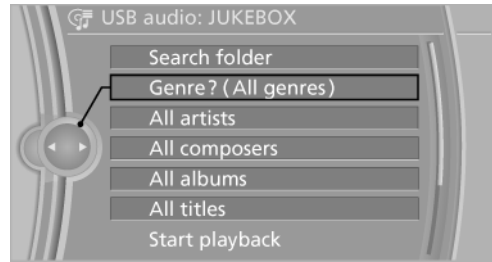 USB audio: JUKEBOX
Search folder
Genre? (All genres)
All artists
All composers
All albums
All titles
Start playback